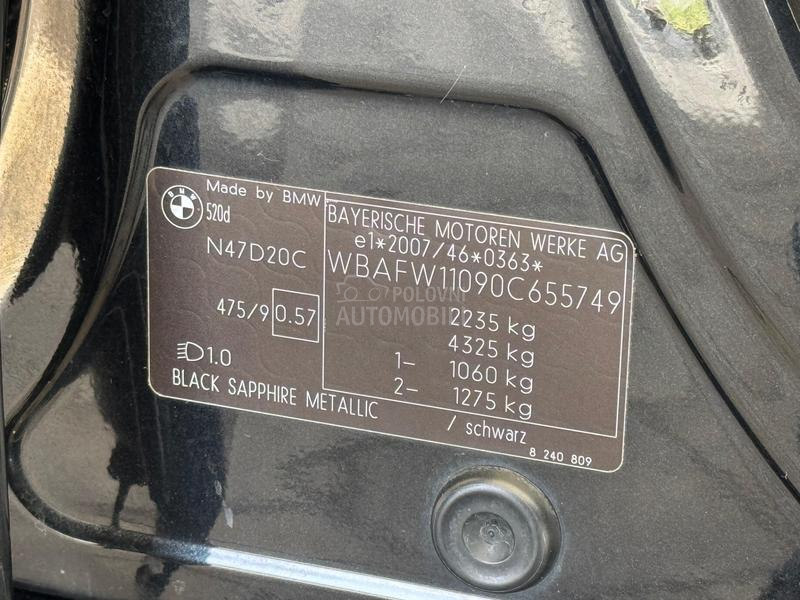 BMW
Made by BMW
520d
N47D20C
475/9 0.57
1.0
BLACK SAPPHIRE METALLIC
BAYERISCHE MOTOREN WERKE AG
e1*2007/46*0363*
WBAFW11090C655749
2235 kg
4325 kg
1- 1060 kg
2- 1275 kg
/ schwarz
8 240 809
POLOVNI
AUTOMOBILI